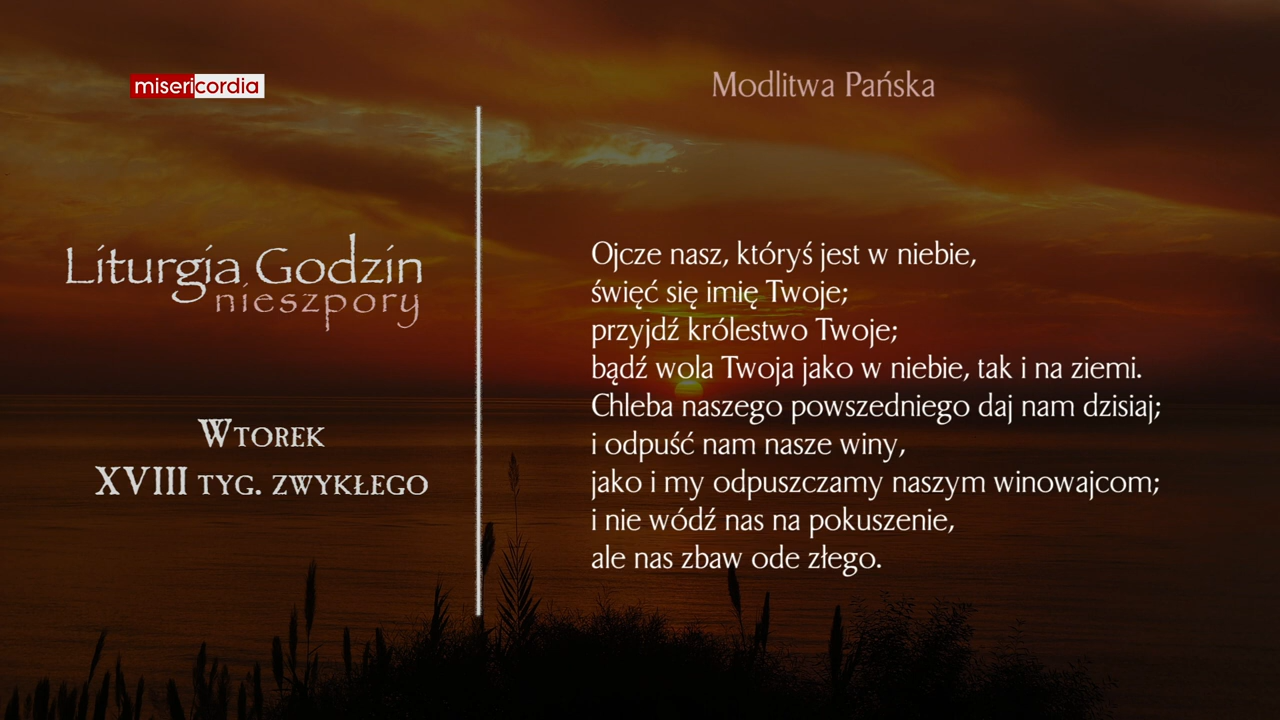 misericordia
Modlitwa Pańska
Liturgia Godzin
nieszpory
Wtorek
XVIII tyg. zwykłego
Ojcze nasz, któryś jest w niebie,
święć się imię Twoje;
przyjdź królestwo Twoje;
bądź wola Twoja jako w niebie, tak i na ziemi.
Chleba naszego powszedniego daj nam dzisiaj;
i odpuść nam nasze winy,
jako i my odpuszczamy naszym winowajcom;
i nie wódź nas na pokuszenie,
ale nas zbaw ode złego.